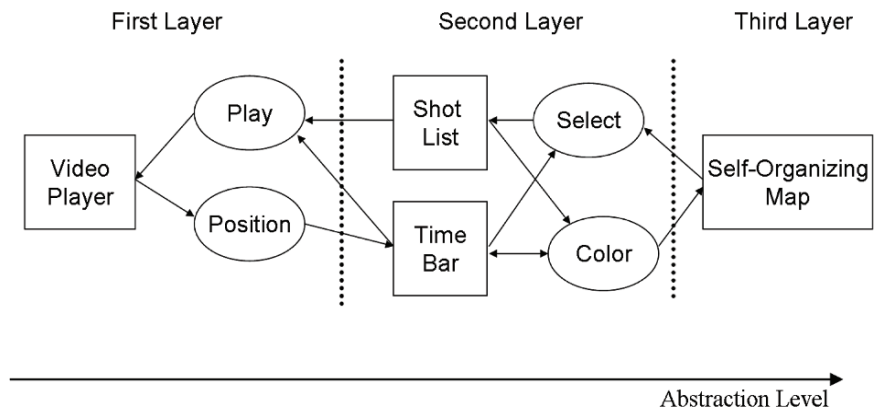 First Layer
Second Layer
Third Layer
Play
Shot
List
Select
Video
Player
Self-Organizing
Map
Position
Time
Bar
Color
Abstraction Level